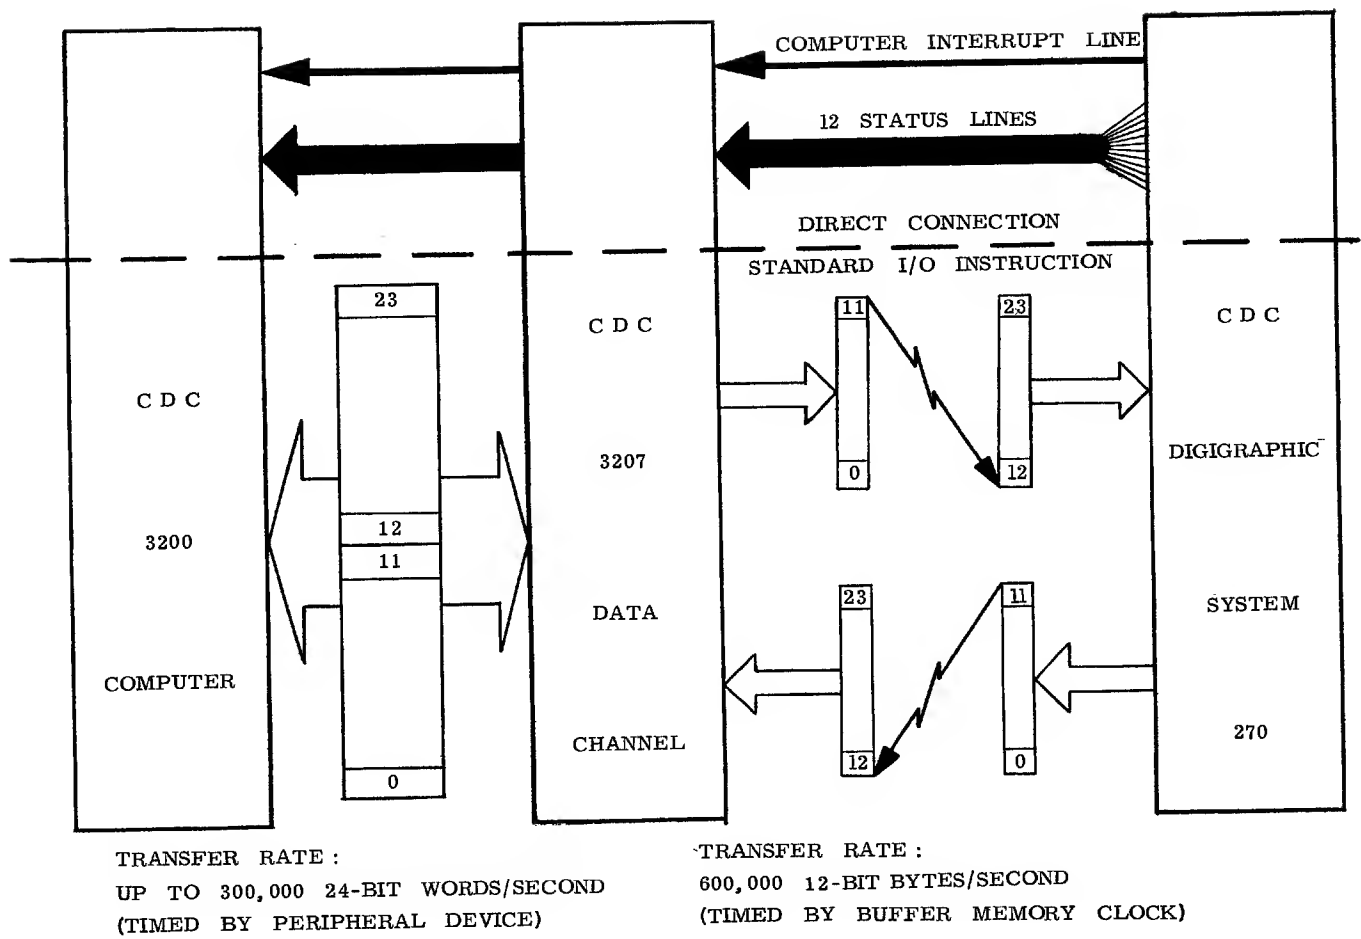 COMPUTER INTERRUPT LINE
12 STATUS LINES
DIRECT CONNECTION
STANDARD I/O INSTRUCTION
CDC
3200
COMPUTER
23
12
11
0
CDC
3207
DATA
CHANNEL
11
0
23
12
23
12
11
0
CDC
DIGIGRAPHIC
SYSTEM
270
TRANSFER RATE :
UP TO 300,000 24-BIT WORDS/SECOND
(TIMED BY PERIPHERAL DEVICE)
TRANSFER RATE :
600,000 12-BIT BYTES/SECOND
(TIMED BY BUFFER MEMORY CLOCK)